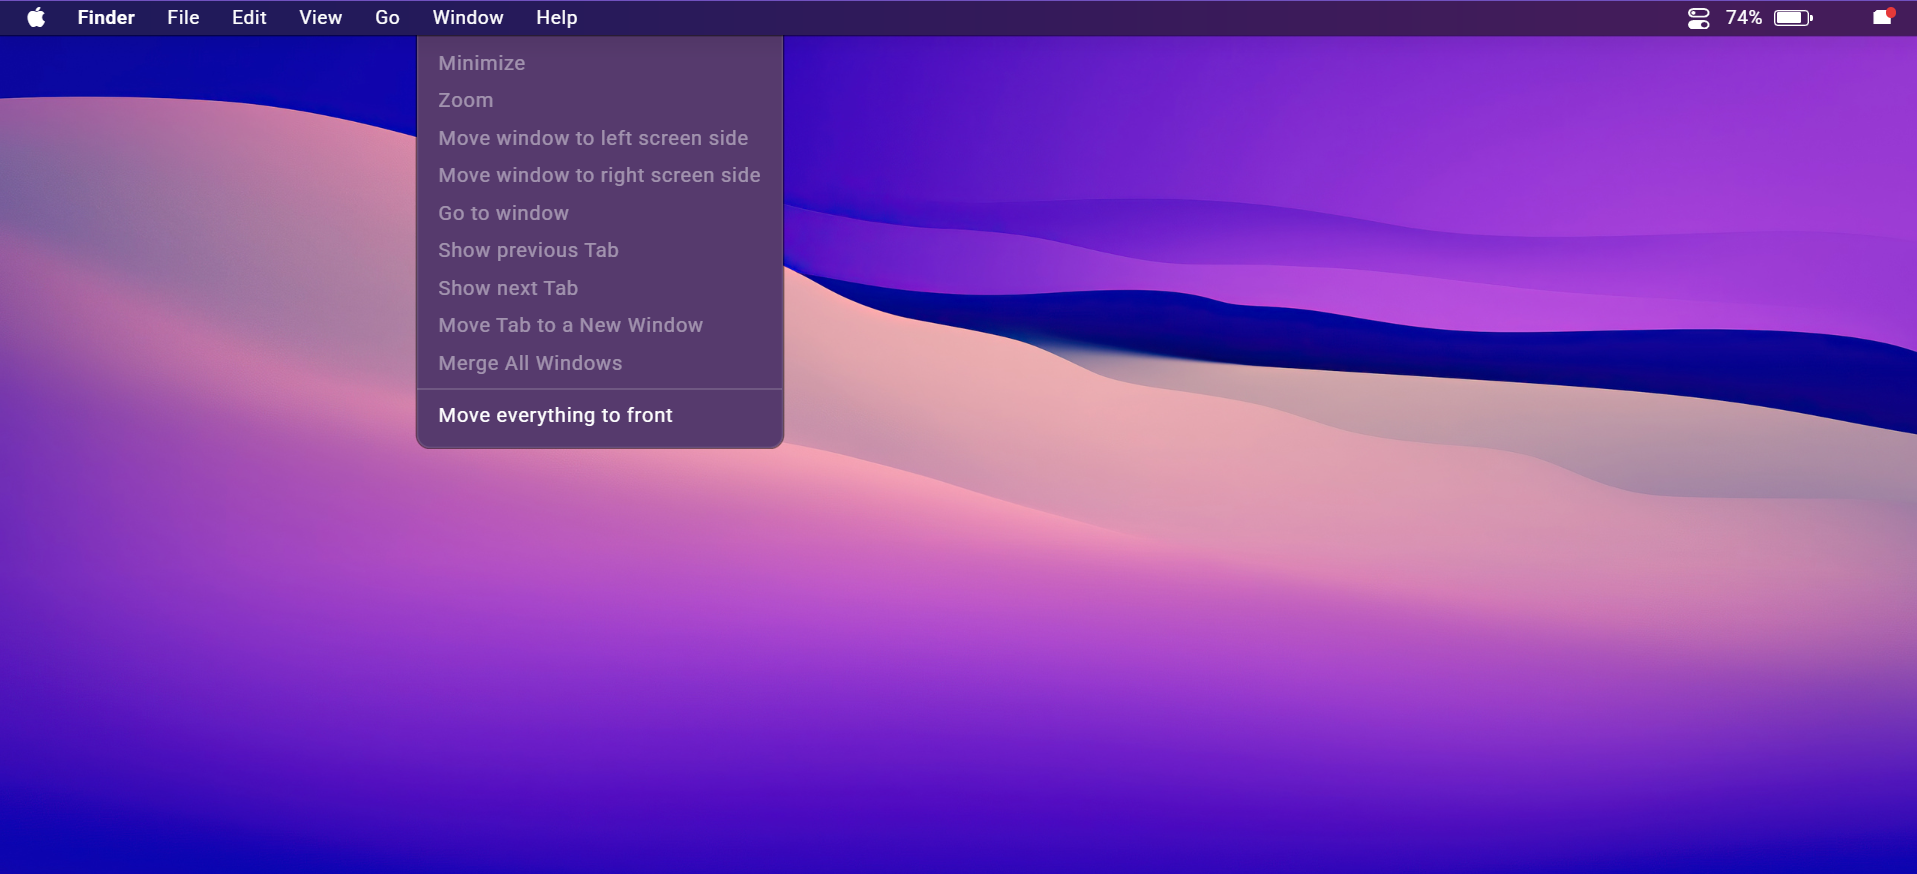 Finder File Edit View Go Window Help 74%
Minimize
Zoom
Move window to left screen side
Move window to right screen side
Go to window
Show previous Tab
Show next Tab
Move Tab to a New Window
Merge All Windows
Move everything to front